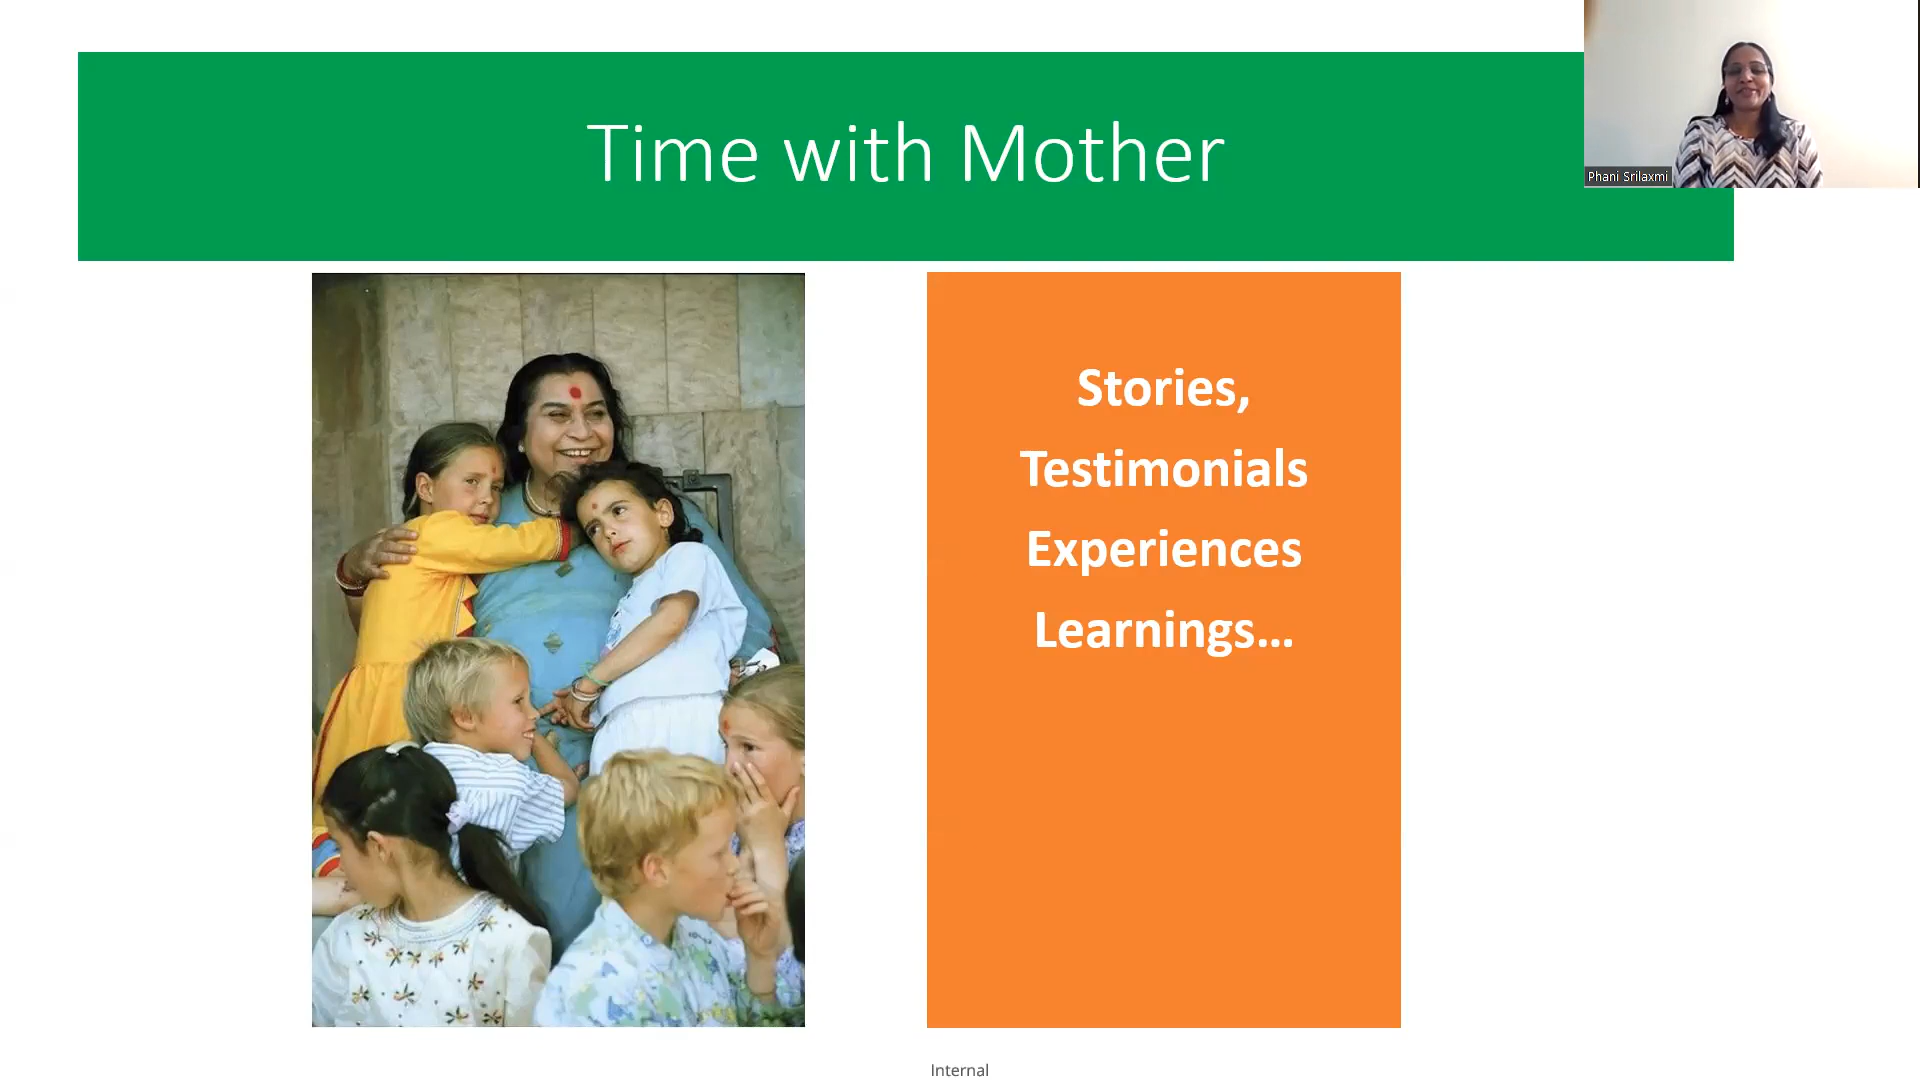 Time with Mother
Phani Srilaxmi
Stories,
Testimonials
Experiences
Learnings...
Internal